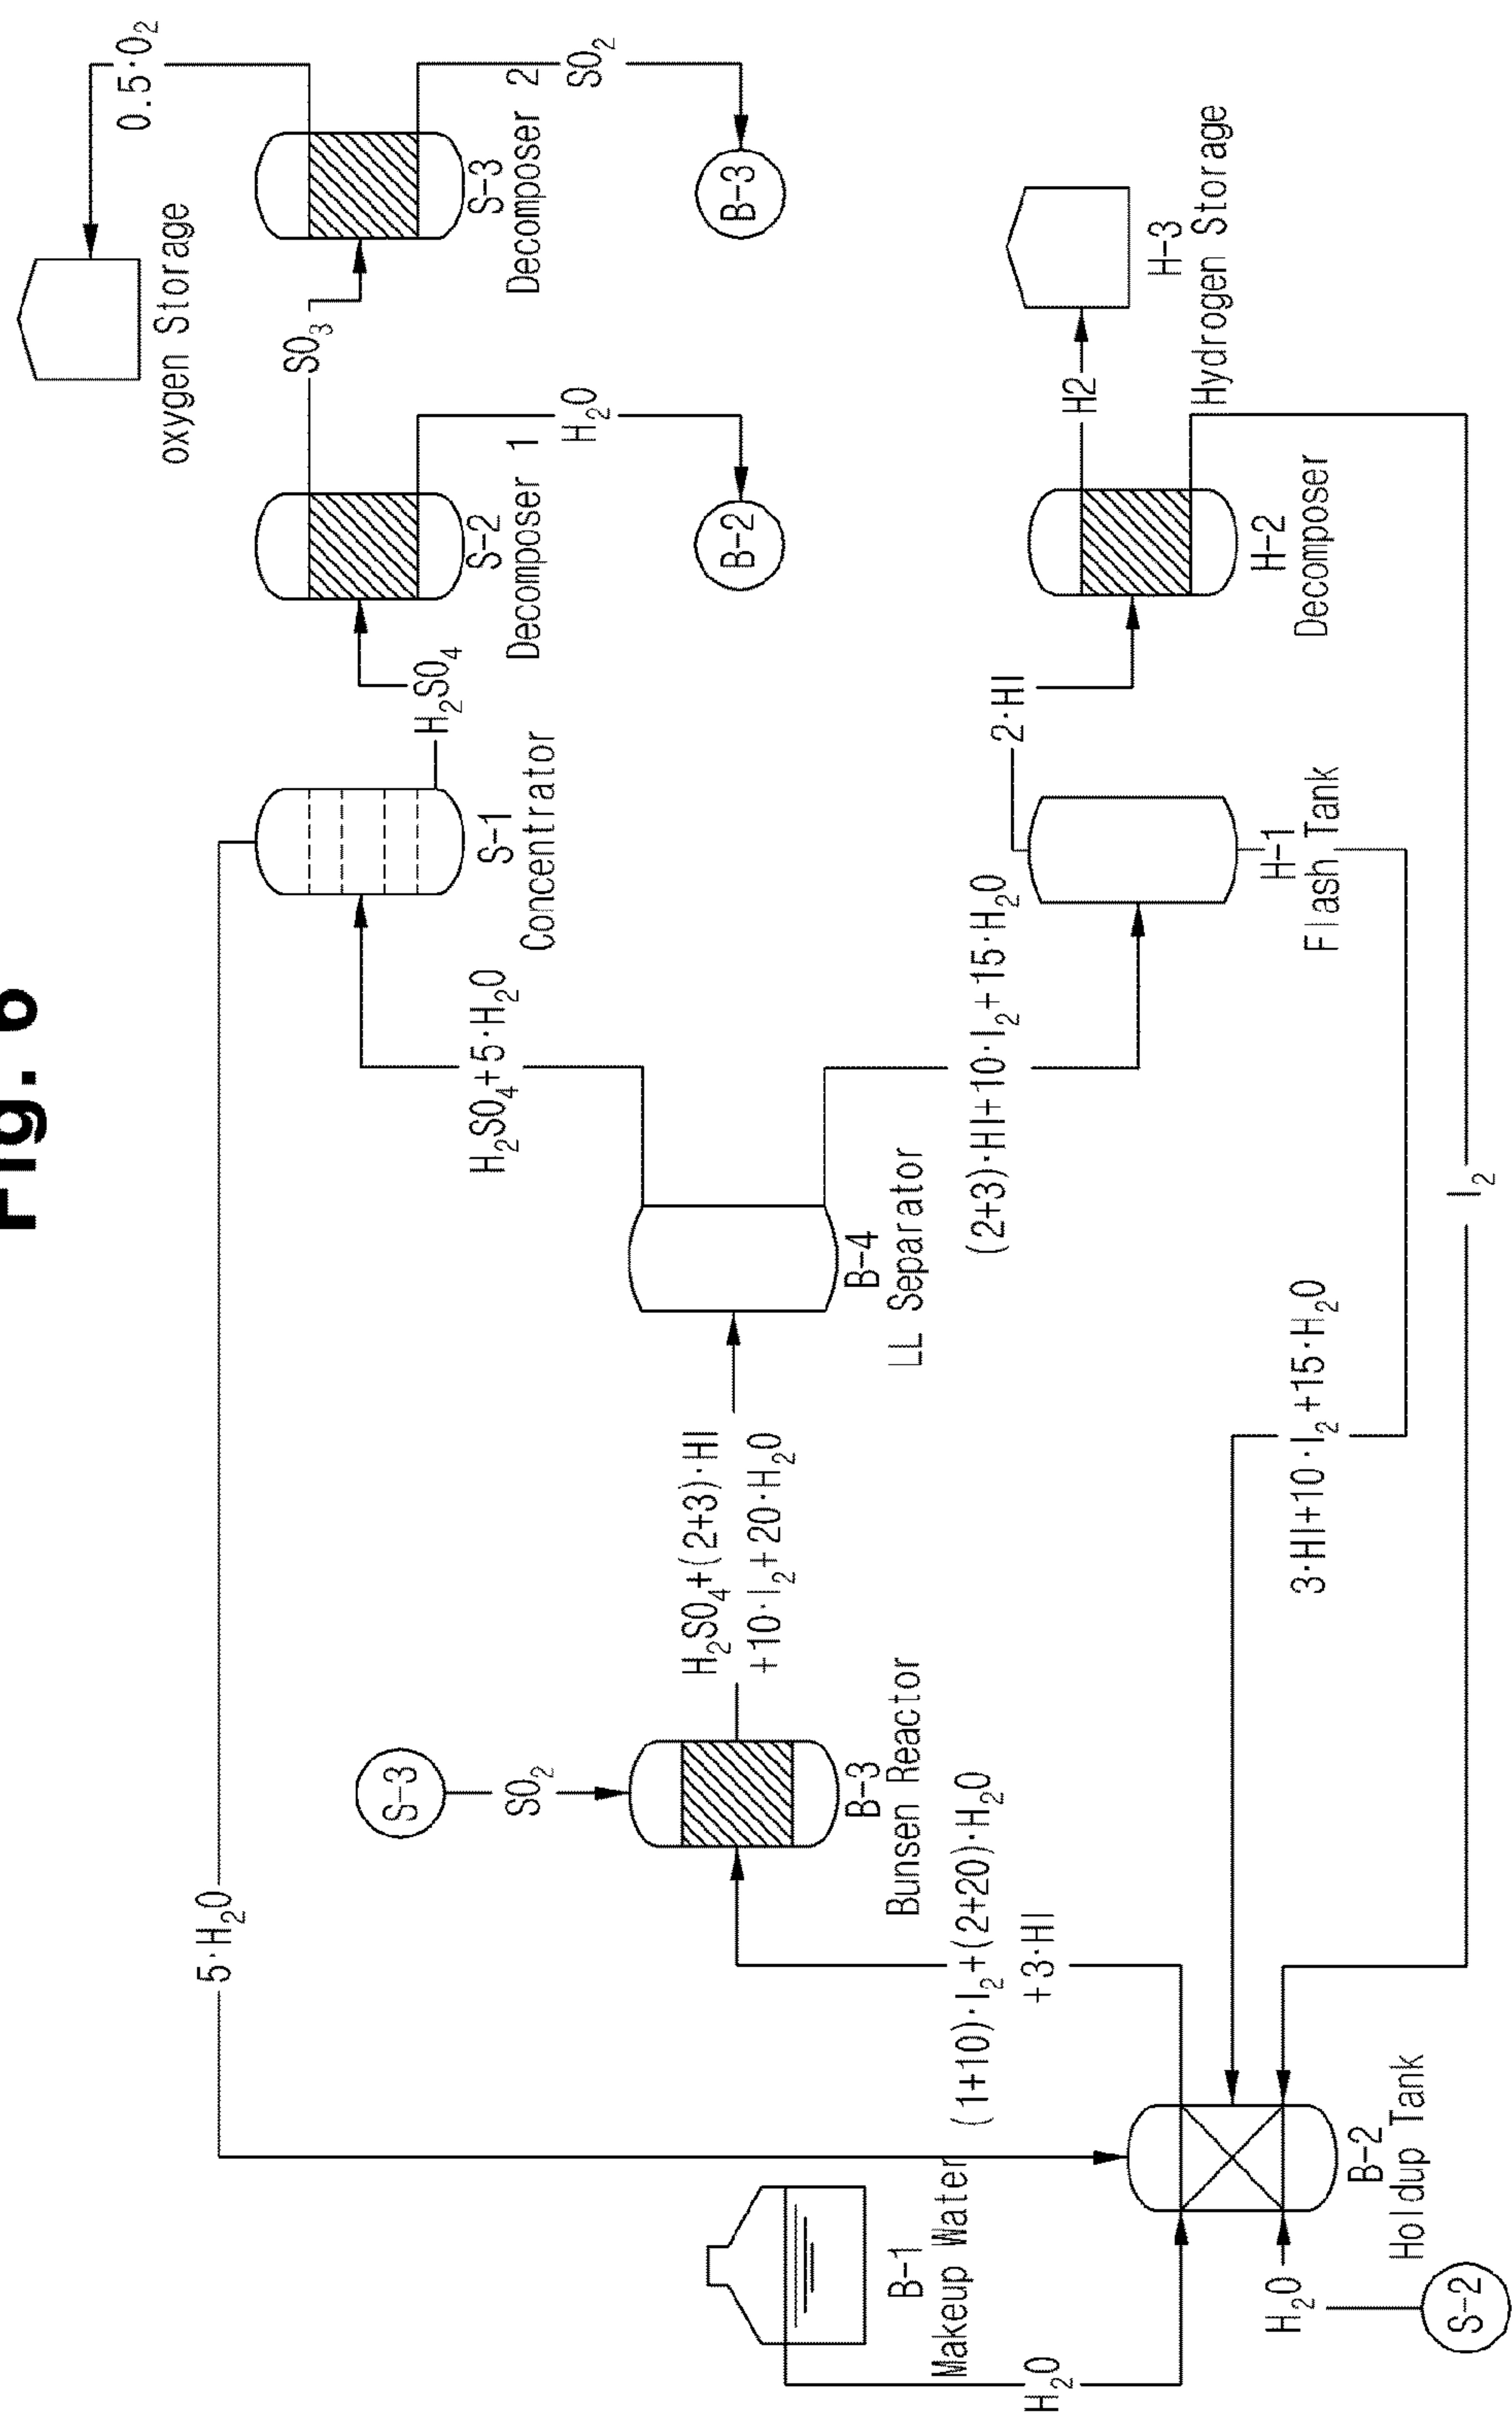 Fig. 6
0.5·O₂
oxygen Storage
SO₃
S-3
Decomposer 2
SO₂
B-3
S-2
Decomposer 1
H₂O
B-2
H₂SO₄
S-1
Concentrator
5·H₂O
H₂SO₄+5·H₂O
B-4
LL Separator
(2+3)·HI+10·I₂+15·H₂O
H₂SO₄+(2+3)·HI
+10·I₂+20·H₂O
S-3
SO₂
B-3
Bunsen Reactor
(1+10)·I₂+(2+20)·H₂O
+3·HI
B-1
Makeup Water
H₂O
B-2
Holdup Tank
H₂O
S-2
3·HI+10·I₂+15·H₂O
I₂
H-1
Flash Tank
2·HI
H-2
Decomposer
H2
H-3
Hydrogen Storage